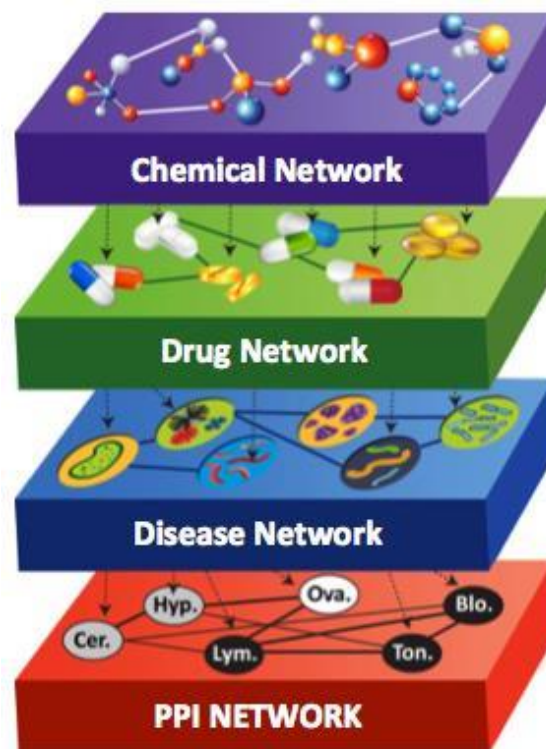 Chemical Network
Drug Network
Disease Network
Hyp.
Ova.
Blo.
Cer.
Lym.
Ton.
PPI NETWORK